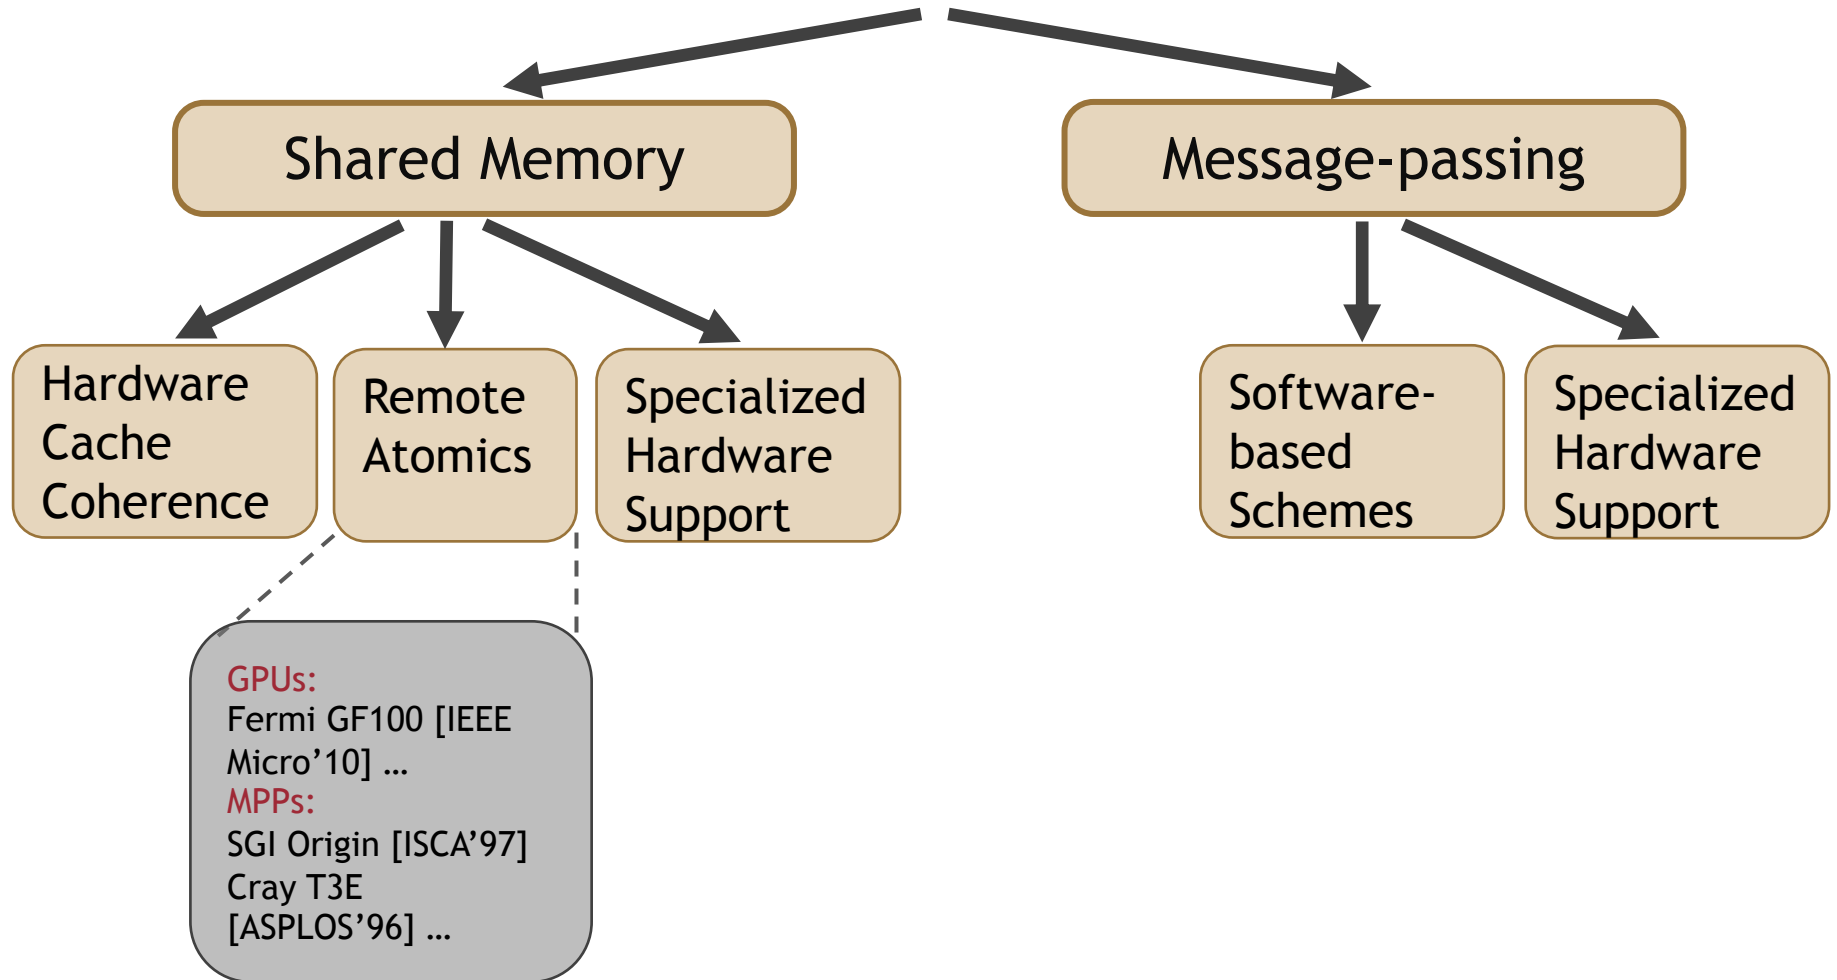 Shared Memory
Message-passing
Hardware
Cache
Coherence
Remote
Atomics
Specialized
Hardware
Support
Software-
based
Schemes
Specialized
Hardware
Support
GPUs:
Fermi GF100 [IEEE
Micro’10] …
MPPs:
SGI Origin [ISCA’97]
Cray T3E
[ASPLOS’96] …